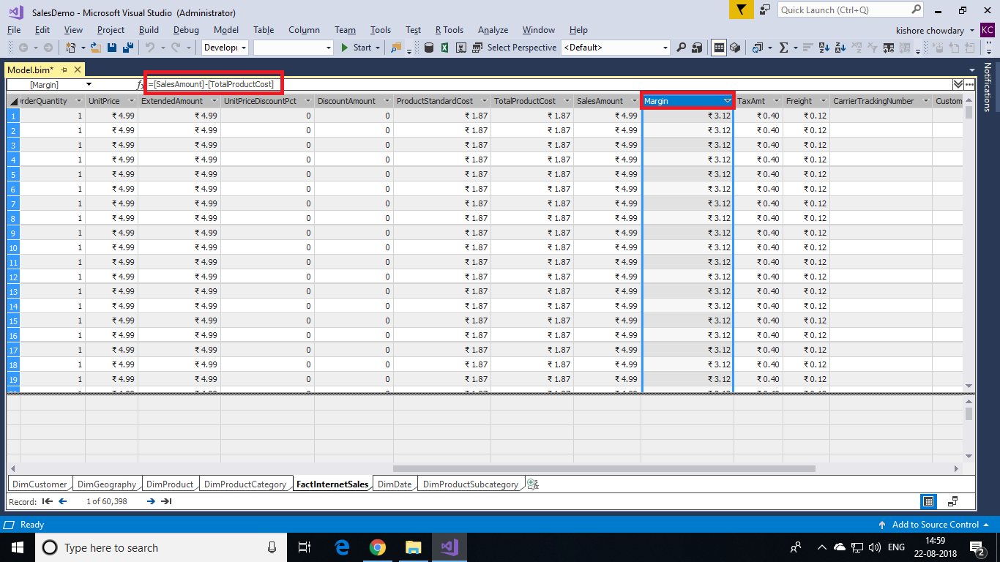 SalesDemo - Microsoft Visual Studio (Administrator)
Quick Launch (Ctrl+Q)
File Edit View Project Build Debug Model Table Column Team Tools Test R Tools Analyze Window Help
kishore chowdary KC
Develop Start Select Perspective <Default>
Model.bim*
Notifications
[Margin] fx =[SalesAmount]-[TotalProductCost]
rderQuantity UnitPrice ExtendedAmount UnitPriceDiscountPct DiscountAmount ProductStandardCost TotalProductCost SalesAmount Margin TaxAmt Freight CarrierTrackingNumber Custom
1 1 ₹ 4.99 ₹ 4.99 0 0 ₹ 1.87 ₹ 1.87 ₹ 4.99 ₹ 3.12 ₹ 0.40 ₹ 0.12
2 1 ₹ 4.99 ₹ 4.99 0 0 ₹ 1.87 ₹ 1.87 ₹ 4.99 ₹ 3.12 ₹ 0.40 ₹ 0.12
3 1 ₹ 4.99 ₹ 4.99 0 0 ₹ 1.87 ₹ 1.87 ₹ 4.99 ₹ 3.12 ₹ 0.40 ₹ 0.12
4 1 ₹ 4.99 ₹ 4.99 0 0 ₹ 1.87 ₹ 1.87 ₹ 4.99 ₹ 3.12 ₹ 0.40 ₹ 0.12
5 1 ₹ 4.99 ₹ 4.99 0 0 ₹ 1.87 ₹ 1.87 ₹ 4.99 ₹ 3.12 ₹ 0.40 ₹ 0.12
6 1 ₹ 4.99 ₹ 4.99 0 0 ₹ 1.87 ₹ 1.87 ₹ 4.99 ₹ 3.12 ₹ 0.40 ₹ 0.12
7 1 ₹ 4.99 ₹ 4.99 0 0 ₹ 1.87 ₹ 1.87 ₹ 4.99 ₹ 3.12 ₹ 0.40 ₹ 0.12
8 1 ₹ 4.99 ₹ 4.99 0 0 ₹ 1.87 ₹ 1.87 ₹ 4.99 ₹ 3.12 ₹ 0.40 ₹ 0.12
9 1 ₹ 4.99 ₹ 4.99 0 0 ₹ 1.87 ₹ 1.87 ₹ 4.99 ₹ 3.12 ₹ 0.40 ₹ 0.12
10 1 ₹ 4.99 ₹ 4.99 0 0 ₹ 1.87 ₹ 1.87 ₹ 4.99 ₹ 3.12 ₹ 0.40 ₹ 0.12
11 1 ₹ 4.99 ₹ 4.99 0 0 ₹ 1.87 ₹ 1.87 ₹ 4.99 ₹ 3.12 ₹ 0.40 ₹ 0.12
12 1 ₹ 4.99 ₹ 4.99 0 0 ₹ 1.87 ₹ 1.87 ₹ 4.99 ₹ 3.12 ₹ 0.40 ₹ 0.12
13 1 ₹ 4.99 ₹ 4.99 0 0 ₹ 1.87 ₹ 1.87 ₹ 4.99 ₹ 3.12 ₹ 0.40 ₹ 0.12
14 1 ₹ 4.99 ₹ 4.99 0 0 ₹ 1.87 ₹ 1.87 ₹ 4.99 ₹ 3.12 ₹ 0.40 ₹ 0.12
15 1 ₹ 4.99 ₹ 4.99 0 0 ₹ 1.87 ₹ 1.87 ₹ 4.99 ₹ 3.12 ₹ 0.40 ₹ 0.12
16 1 ₹ 4.99 ₹ 4.99 0 0 ₹ 1.87 ₹ 1.87 ₹ 4.99 ₹ 3.12 ₹ 0.40 ₹ 0.12
17 1 ₹ 4.99 ₹ 4.99 0 0 ₹ 1.87 ₹ 1.87 ₹ 4.99 ₹ 3.12 ₹ 0.40 ₹ 0.12
18 1 ₹ 4.99 ₹ 4.99 0 0 ₹ 1.87 ₹ 1.87 ₹ 4.99 ₹ 3.12 ₹ 0.40 ₹ 0.12
19 1 ₹ 4.99 ₹ 4.99 0 0 ₹ 1.87 ₹ 1.87 ₹ 4.99 ₹ 3.12 ₹ 0.40 ₹ 0.12
DimCustomer DimGeography DimProduct DimProductCategory FactInternetSales DimDate DimProductSubcategory
Record: 1 of 60,398
Ready Add to Source Control
Type here to search
ENG 14:59
22-08-2018 2